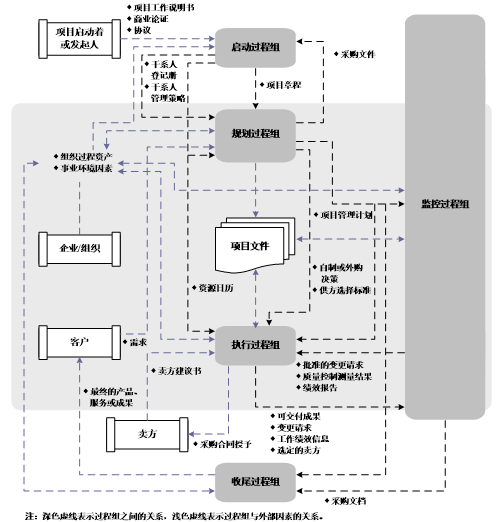 项目启动着
或发起人
◆ 项目工作说明书
◆ 商业论证
◆ 协议
启动过程组
◆ 采购文件
◆ 干系人
登记册
◆ 干系人
管理策略
◆ 项目章程
规划过程组
◆ 组织过程资产
◆ 事业环境因素
监控过程组
◆ 项目管理计划
企业/组织
项目文件
◆ 自制或外购
决策
◆ 供方选择标准
◆ 资源日历
客户
◆ 需求
执行过程组
◆ 批准的变更请求
◆ 质量控制测量结果
◆ 绩效报告
◆ 卖方建议书
◆ 最终的产品、
服务或成果
卖方
◆ 采购合同授予
◆ 可交付成果
◆ 变更请求
◆ 工作绩效信息
◆ 选定的卖方
收尾过程组
◆ 采购文档
注：深色虚线表示过程组之间的关系，浅色虚线表示过程组与外部因素的关系。